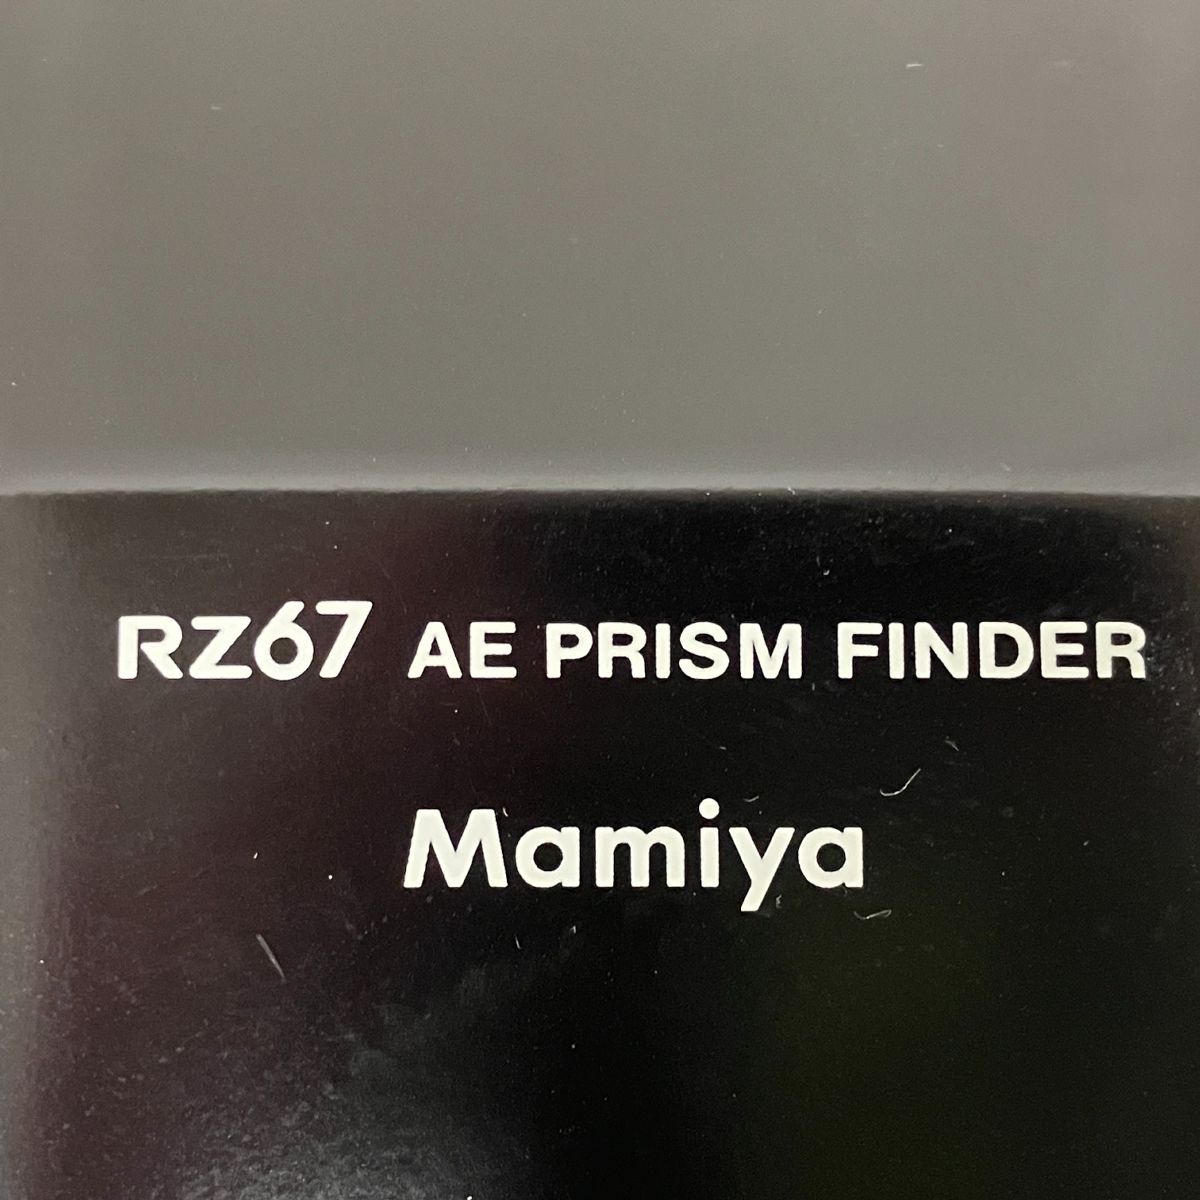 RZ67 AE PRISM FINDER
Mamiya